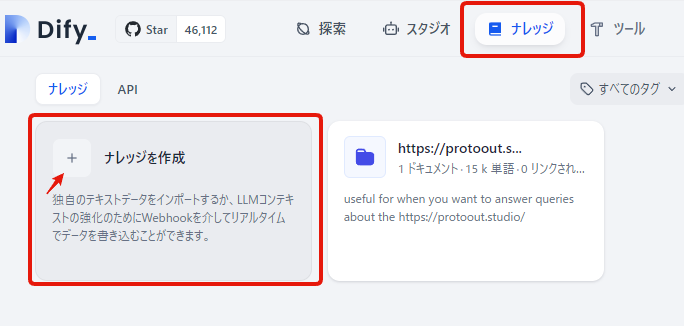 Dify_
Star 46,112
探索
スタジオ
ナレッジ
ツール
ナレッジ
API
すべてのタグ
ナレッジを作成
独自のテキストデータをインポートするか、LLMコンテキ
ストの強化のためにWebhookを介してリアルタイム
でデータを書き込むことができます。
https://protoout.s...
1 ドキュメント · 15 k 単語 · 0 リンクされ...
useful for when you want to answer queries
about the https://protoout.studio/